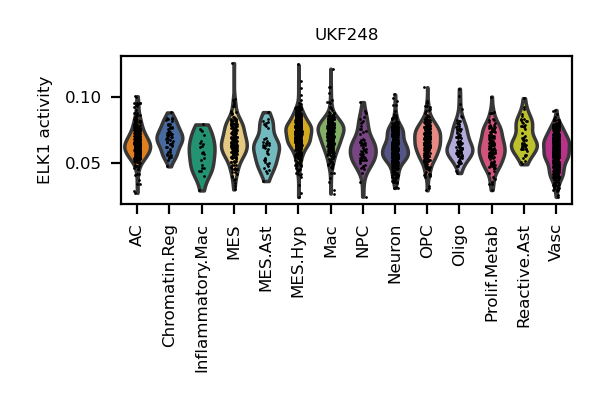 UKF248
ELK1 activity
0.10
0.05
AC
Chromatin.Reg
Inflammatory.Mac
MES
MES.Ast
MES.Hyp
Mac
NPC
Neuron
OPC
Oligo
Prolif.Metab
Reactive.Ast
Vasc